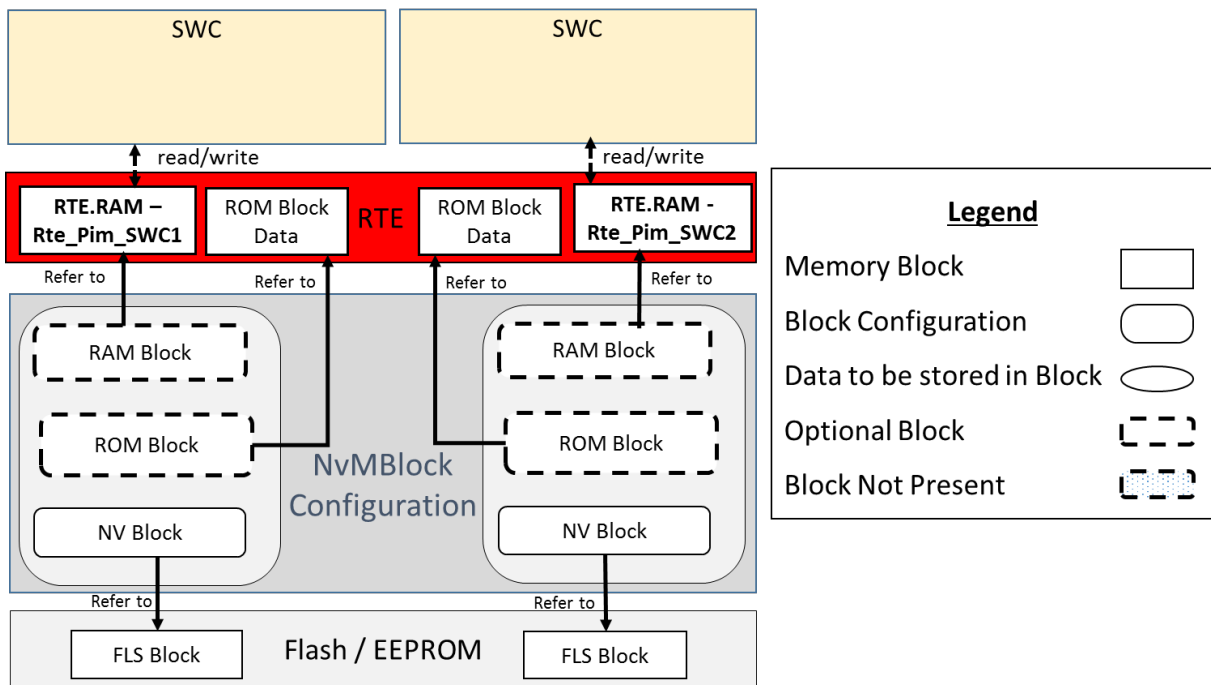 SWC
SWC
read/write
read/write
RTE.RAM –
Rte_Pim_SWC1
ROM Block
Data
RTE
ROM Block
Data
RTE.RAM -
Rte_Pim_SWC2
Refer to
Refer to
Refer to
Refer to
RAM Block
ROM Block
NV Block
NvMBlock
Configuration
RAM Block
ROM Block
NV Block
Refer to
Refer to
FLS Block
Flash / EEPROM
FLS Block
Legend
Memory Block
Block Configuration
Data to be stored in Block
Optional Block
Block Not Present